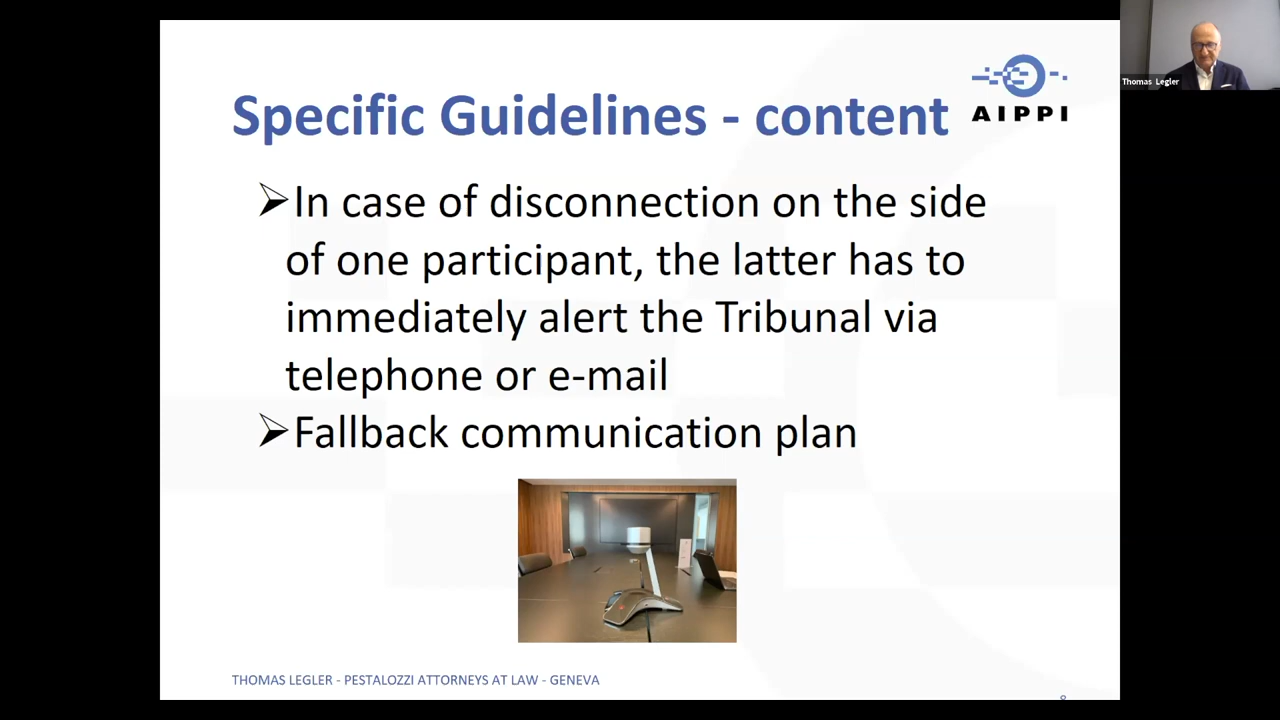 Thomas Legler
AIPPI
Specific Guidelines - content
➢In case of disconnection on the side
of one participant, the latter has to
immediately alert the Tribunal via
telephone or e-mail
➢Fallback communication plan
THOMAS LEGLER - PESTALOZZI ATTORNEYS AT LAW - GENEVA